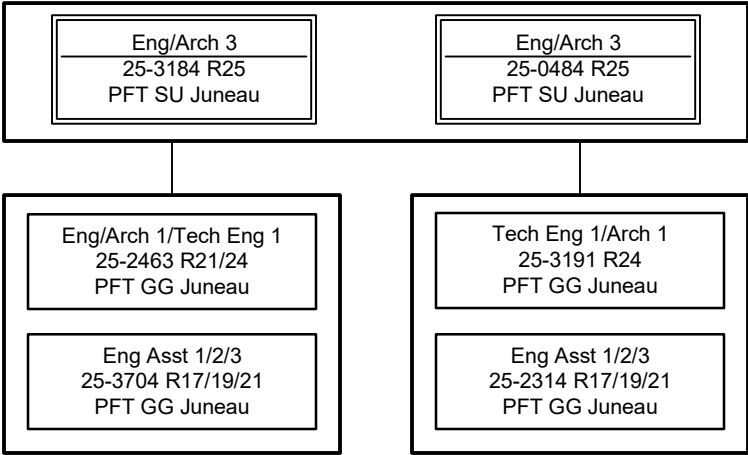 Eng/Arch 3
25-3184 R25
PFT SU Juneau
Eng/Arch 3
25-0484 R25
PFT SU Juneau
Eng/Arch 1/Tech Eng 1
25-2463 R21/24
PFT GG Juneau
Eng Asst 1/2/3
25-3704 R17/19/21
PFT GG Juneau
Tech Eng 1/Arch 1
25-3191 R24
PFT GG Juneau
Eng Asst 1/2/3
25-2314 R17/19/21
PFT GG Juneau